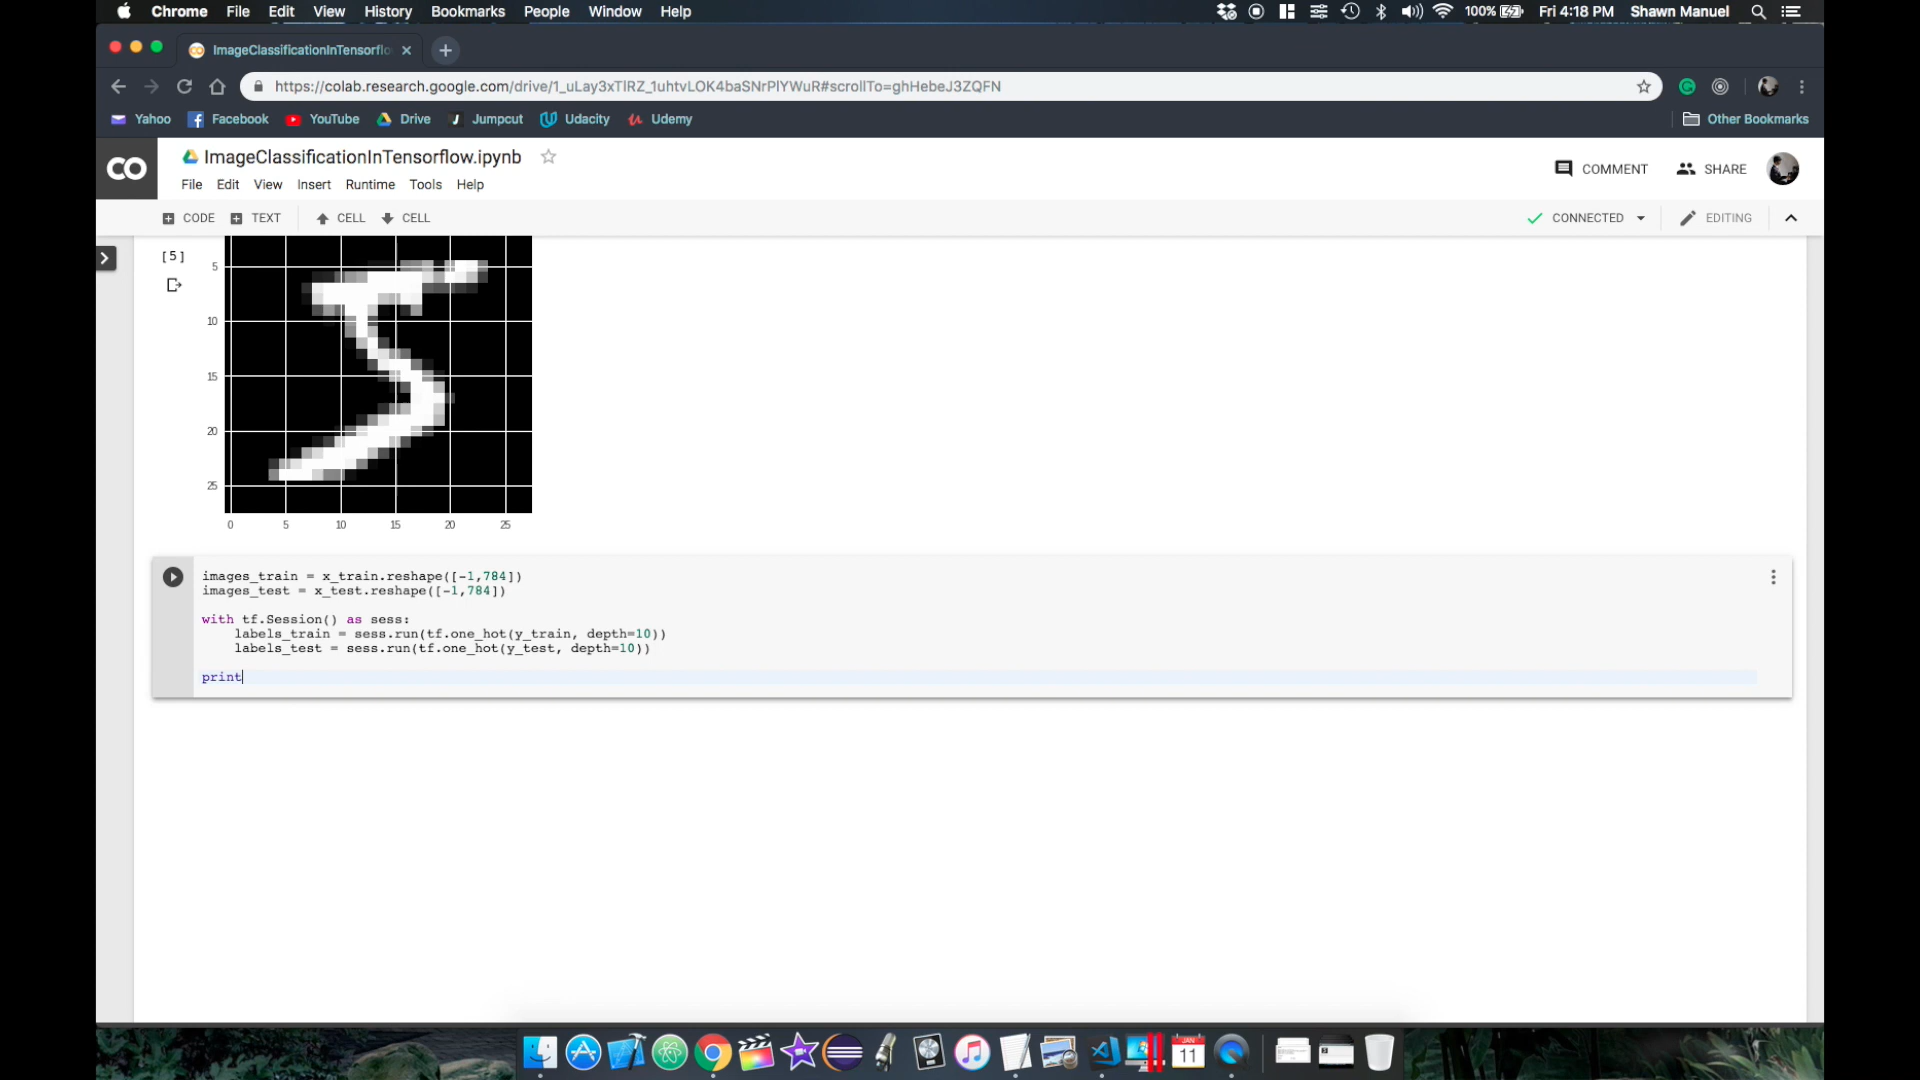 Chrome File Edit View History Bookmarks People Window Help 100% Fri 4:18 PM Shawn Manuel
ImageClassificationInTensorflo
https://colab.research.google.com/drive/1_uLay3xTlRZ_1uhtvLOK4baSNrPlYWuR#scrollTo=ghHebeJ3ZQFN
Yahoo Facebook YouTube Drive Jumpcut Udacity Udemy Other Bookmarks
CO ImageClassificationInTensorflow.ipynb
COMMENT SHARE
File Edit View Insert Runtime Tools Help
CODE TEXT CELL CELL CONNECTED EDITING
[5]
5
10
15
20
25
0 5 10 15 20 25
images_train = x_train.reshape([-1,784])
images_test = x_test.reshape([-1,784])
with tf.Session() as sess:
labels_train = sess.run(tf.one_hot(y_train, depth=10))
labels_test = sess.run(tf.one_hot(y_test, depth=10))
print
JAN
11